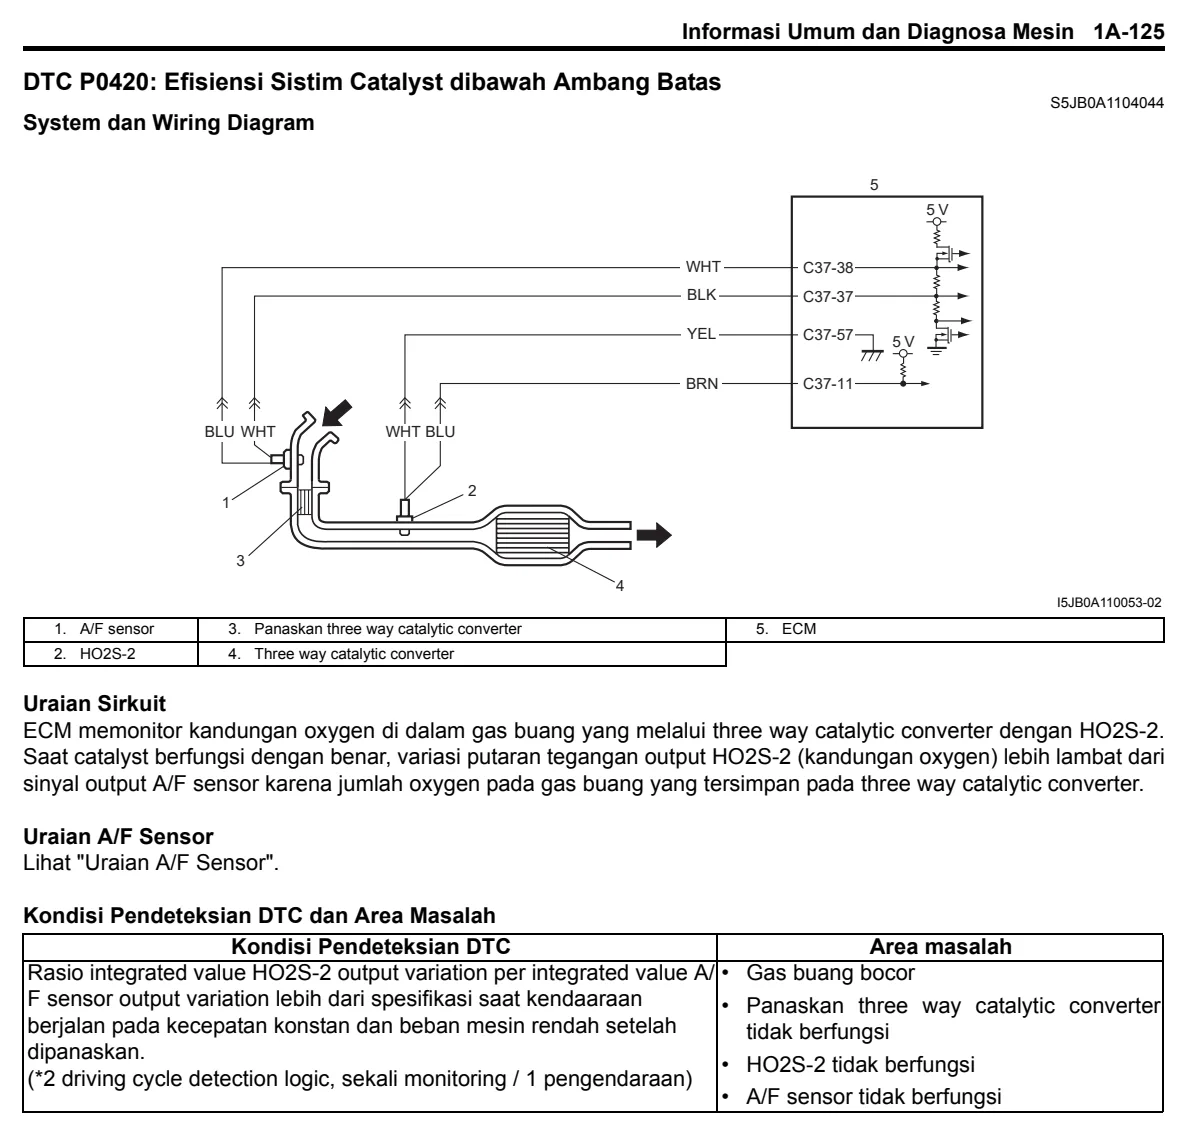 Informasi Umum dan Diagnosa Mesin 1A-125
DTC P0420: Efisiensi Sistim Catalyst dibawah Ambang Batas
S5JB0A1104044
System dan Wiring Diagram
5
5 V
WHT C37-38
BLK C37-37
YEL C37-57
5 V
BRN C37-11
BLU WHT WHT BLU
1
2
3
4
I5JB0A110053-02
1. A/F sensor 3. Panaskan three way catalytic converter 5. ECM
2. HO2S-2 4. Three way catalytic converter
Uraian Sirkuit
ECM memonitor kandungan oxygen di dalam gas buang yang melalui three way catalytic converter dengan HO2S-2.
Saat catalyst berfungsi dengan benar, variasi putaran tegangan output HO2S-2 (kandungan oxygen) lebih lambat dari
sinyal output A/F sensor karena jumlah oxygen pada gas buang yang tersimpan pada three way catalytic converter.
Uraian A/F Sensor
Lihat "Uraian A/F Sensor".
Kondisi Pendeteksian DTC dan Area Masalah
Kondisi Pendeteksian DTC
Rasio integrated value HO2S-2 output variation per integrated value A/
F sensor output variation lebih dari spesifikasi saat kendaaraan
berjalan pada kecepatan konstan dan beban mesin rendah setelah
dipanaskan.
(*2 driving cycle detection logic, sekali monitoring / 1 pengendaraan)
Area masalah
• Gas buang bocor
• Panaskan three way catalytic converter
tidak berfungsi
• HO2S-2 tidak berfungsi
• A/F sensor tidak berfungsi